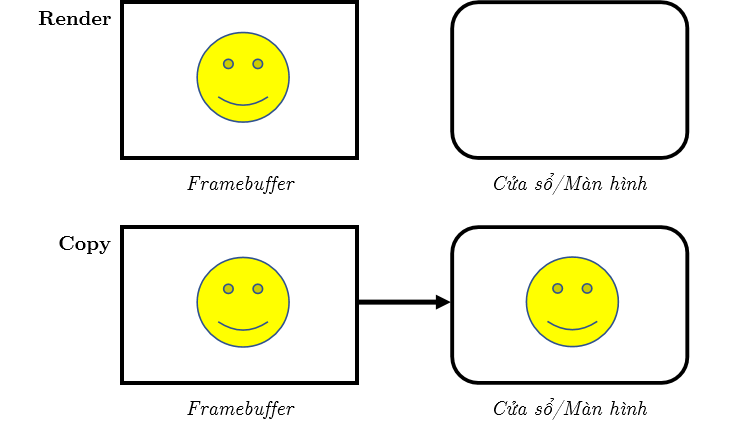 Render
Framebuffer
Cửa sổ/Màn hình
Copy
Framebuffer
Cửa sổ/Màn hình